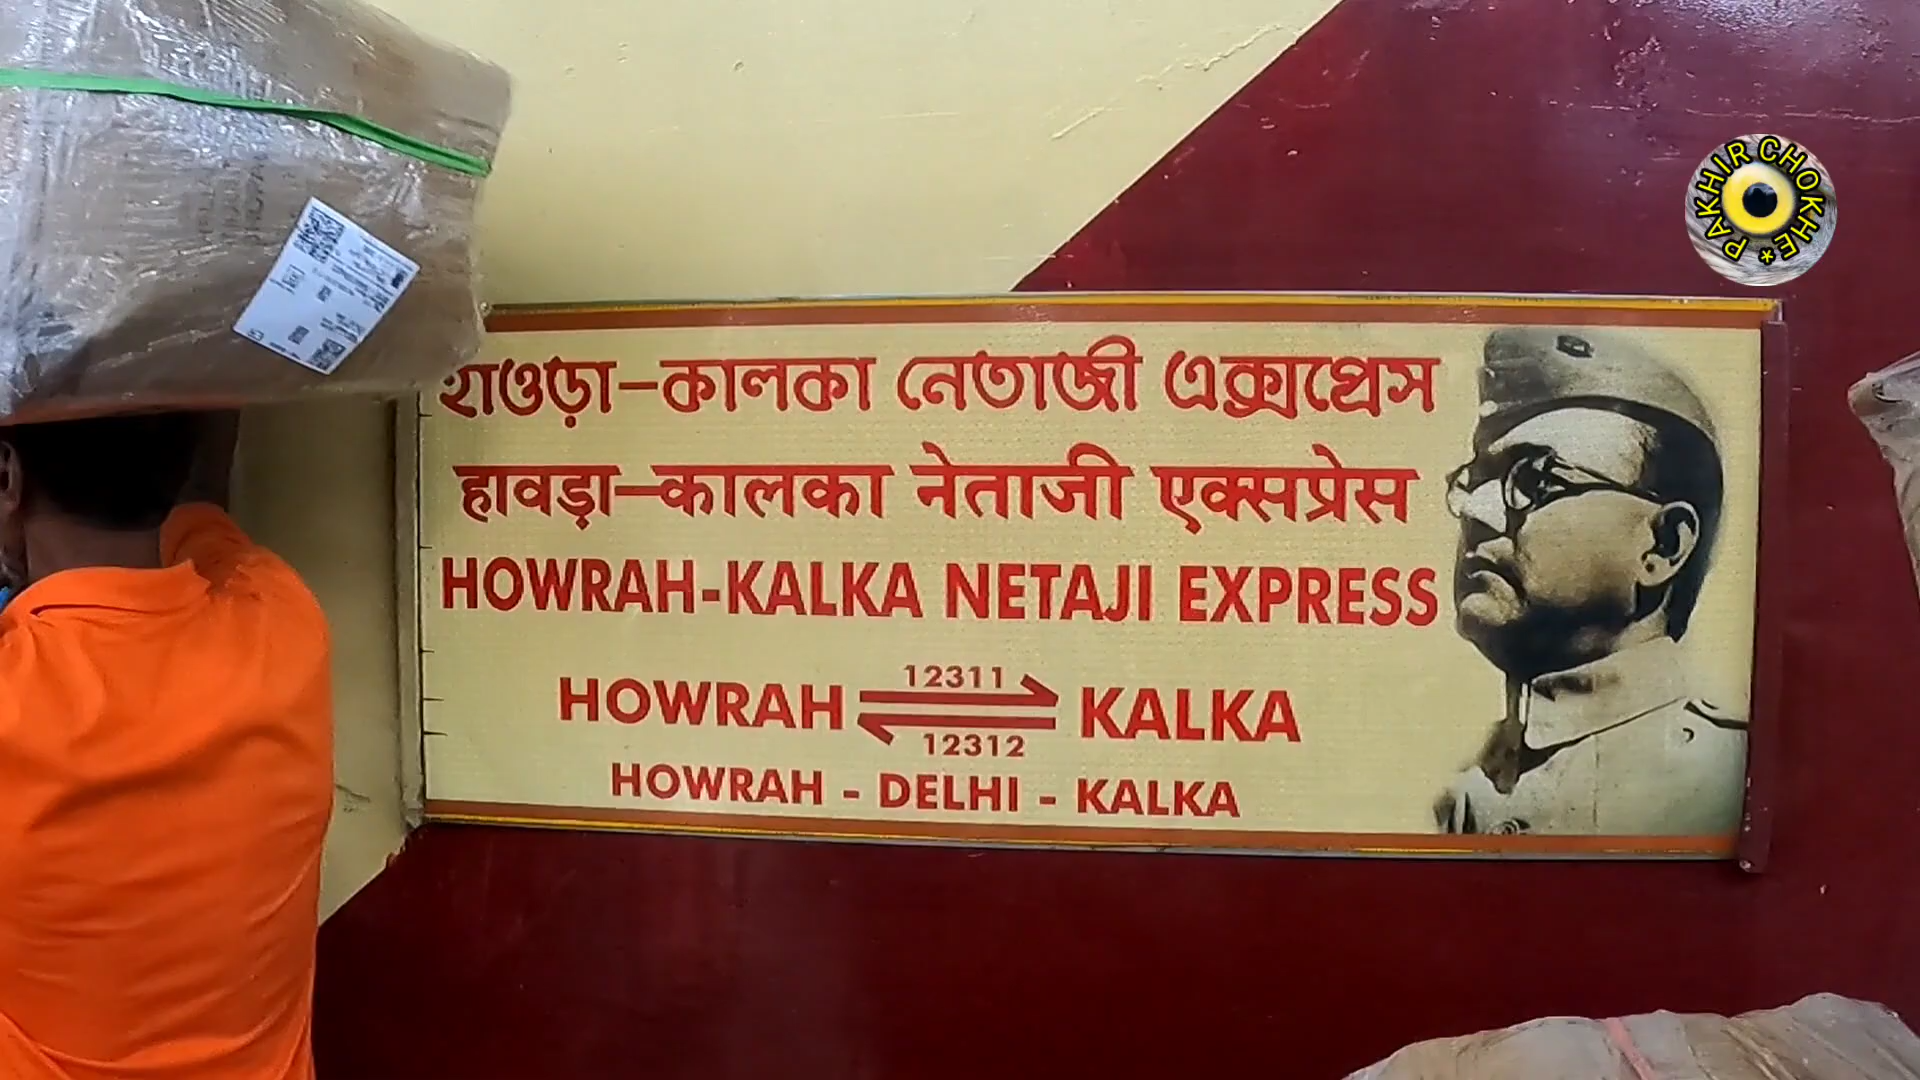 PAKHIR CHOKHE *
হাওড়া–কালকা নেতাজী এক্সপ্রেস
हावड़ा–कालका नेताजी एक्सप्रेस
HOWRAH-KALKA NETAJI EXPRESS
12311
HOWRAH KALKA
12312
HOWRAH - DELHI - KALKA